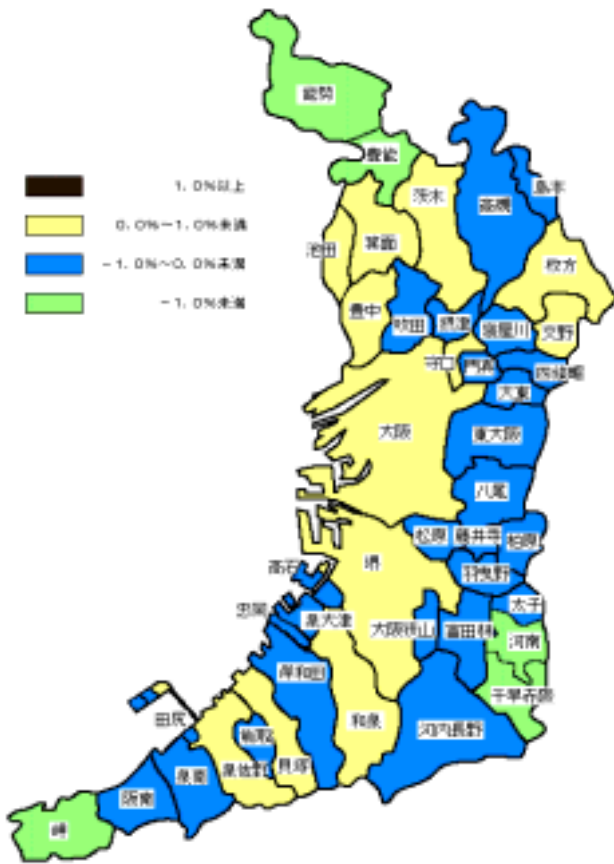 能勢
豊能
1.0%以上
0.0%~1.0%未満
-1.0%~0.0%未満
-1.0%未満
茨木
高槻
島本
池田
箕面
枚方
豊中
吹田
摂津
寝屋川
交野
守口
門真
四條畷
大東
大阪
東大阪
八尾
松原
藤井寺
柏原
堺
羽曳野
高石
太子
忠岡
泉大津
大阪狭山
富田林
河南
岸和田
千早赤阪
田尻
和泉
河内長野
熊取
泉佐野
貝塚
泉南
阪南
岬